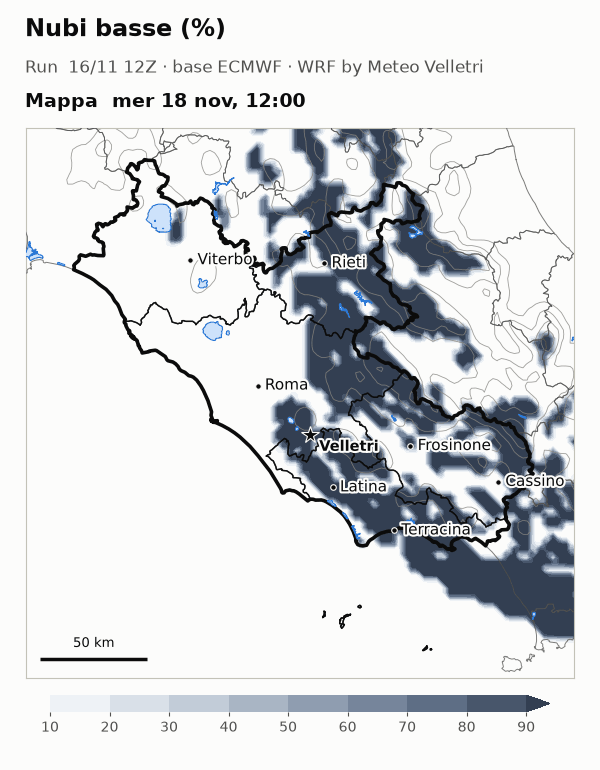 Nubi basse (%)
Run  16/11 12Z · base ECMWF · WRF by Meteo Velletri
Mappa  mer 18 nov, 12:00
Viterbo
Rieti
Roma
Velletri
Frosinone
Latina
Cassino
Terracina
50 km
10 20 30 40 50 60 70 80 90